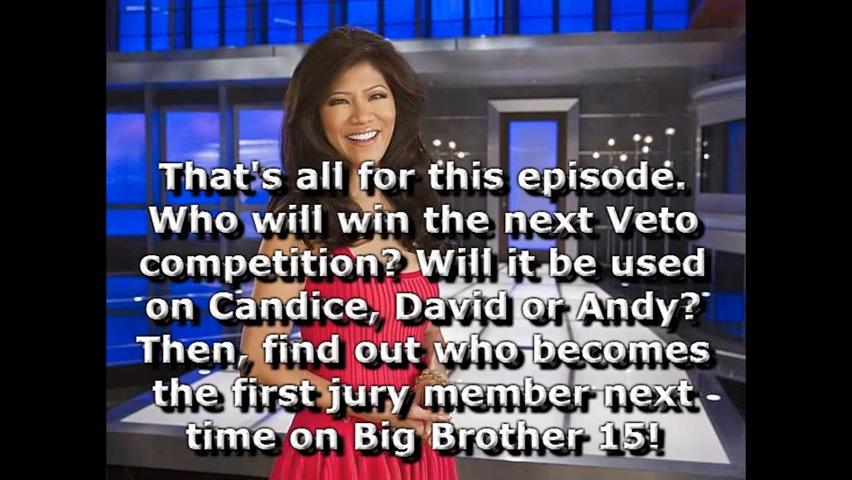 That's all for this episode.
Who will win the next Veto
competition? Will it be used
on Candice, David or Andy?
Then, find out who becomes
the first jury member next
time on Big Brother 15!